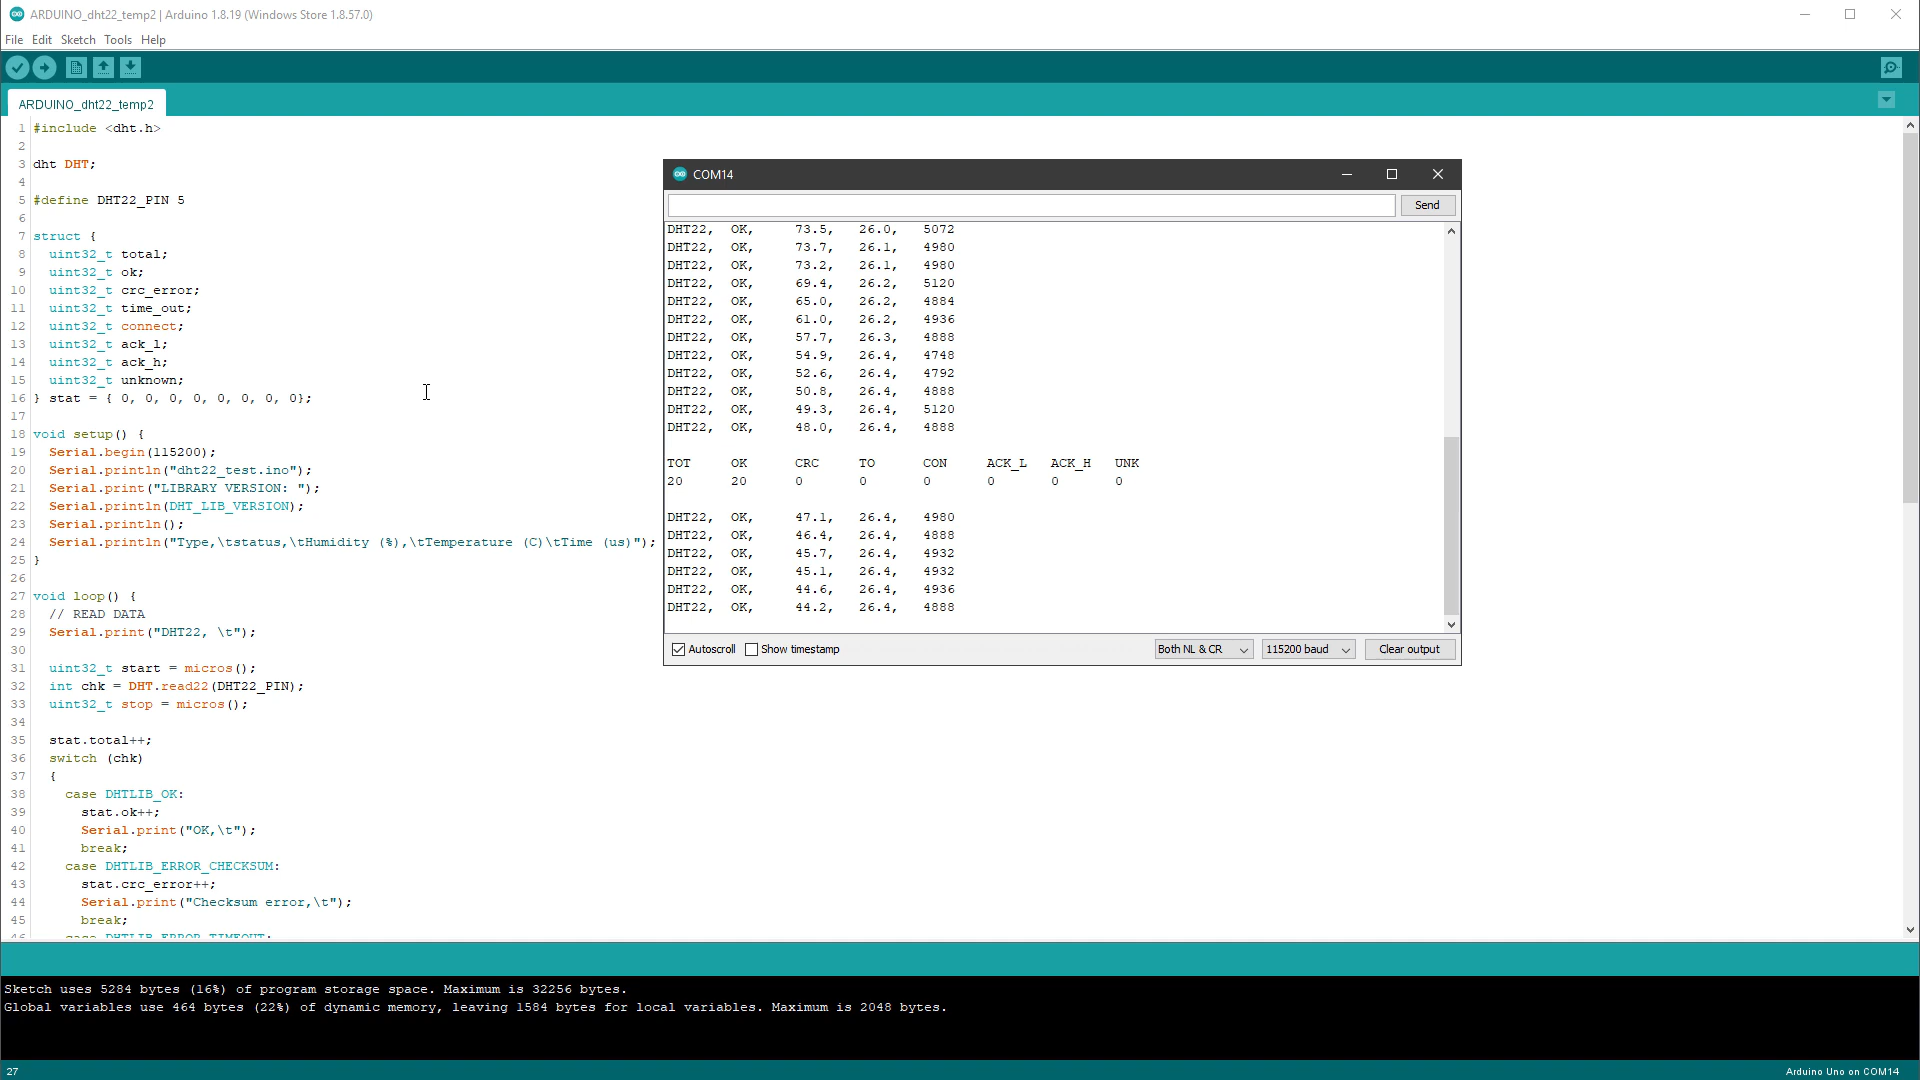 ARDUINO_dht22_temp2 | Arduino 1.8.19 (Windows Store 1.8.57.0)
File Edit Sketch Tools Help
ARDUINO_dht22_temp2
1 #include <dht.h>
2
3 dht DHT;
4
5 #define DHT22_PIN 5
6
7 struct {
8 uint32_t total;
9 uint32_t ok;
10 uint32_t crc_error;
11 uint32_t time_out;
12 uint32_t connect;
13 uint32_t ack_l;
14 uint32_t ack_h;
15 uint32_t unknown;
16 } stat = { 0, 0, 0, 0, 0, 0, 0, 0};
17
18 void setup() {
19 Serial.begin(115200);
20 Serial.println("dht22_test.ino");
21 Serial.print("LIBRARY VERSION: ");
22 Serial.println(DHT_LIB_VERSION);
23 Serial.println();
24 Serial.println("Type,\tstatus,\tHumidity (%),\tTemperature (C)\tTime (us)");
25 }
26
27 void loop() {
28 // READ DATA
29 Serial.print("DHT22, \t");
30
31 uint32_t start = micros();
32 int chk = DHT.read22(DHT22_PIN);
33 uint32_t stop = micros();
34
35 stat.total++;
36 switch (chk)
37 {
38 case DHTLIB_OK:
39 stat.ok++;
40 Serial.print("OK,\t");
41 break;
42 case DHTLIB_ERROR_CHECKSUM:
43 stat.crc_error++;
44 Serial.print("Checksum error,\t");
45 break;
46 case DHTLIB_ERROR_TIMEOUT:
COM14
Send
DHT22, OK, 73.5, 26.0, 5072
DHT22, OK, 73.7, 26.1, 4980
DHT22, OK, 73.2, 26.1, 4980
DHT22, OK, 69.4, 26.2, 5120
DHT22, OK, 65.0, 26.2, 4884
DHT22, OK, 61.0, 26.2, 4936
DHT22, OK, 57.7, 26.3, 4888
DHT22, OK, 54.9, 26.4, 4748
DHT22, OK, 52.6, 26.4, 4792
DHT22, OK, 50.8, 26.4, 4888
DHT22, OK, 49.3, 26.4, 5120
DHT22, OK, 48.0, 26.4, 4888
TOT OK CRC TO CON ACK_L ACK_H UNK
20 20 0 0 0 0 0 0
DHT22, OK, 47.1, 26.4, 4980
DHT22, OK, 46.4, 26.4, 4888
DHT22, OK, 45.7, 26.4, 4932
DHT22, OK, 45.1, 26.4, 4932
DHT22, OK, 44.6, 26.4, 4936
DHT22, OK, 44.2, 26.4, 4888
Autoscroll Show timestamp Both NL & CR 115200 baud Clear output
Sketch uses 5284 bytes (16%) of program storage space. Maximum is 32256 bytes.
Global variables use 464 bytes (22%) of dynamic memory, leaving 1584 bytes for local variables. Maximum is 2048 bytes.
27 Arduino Uno on COM14